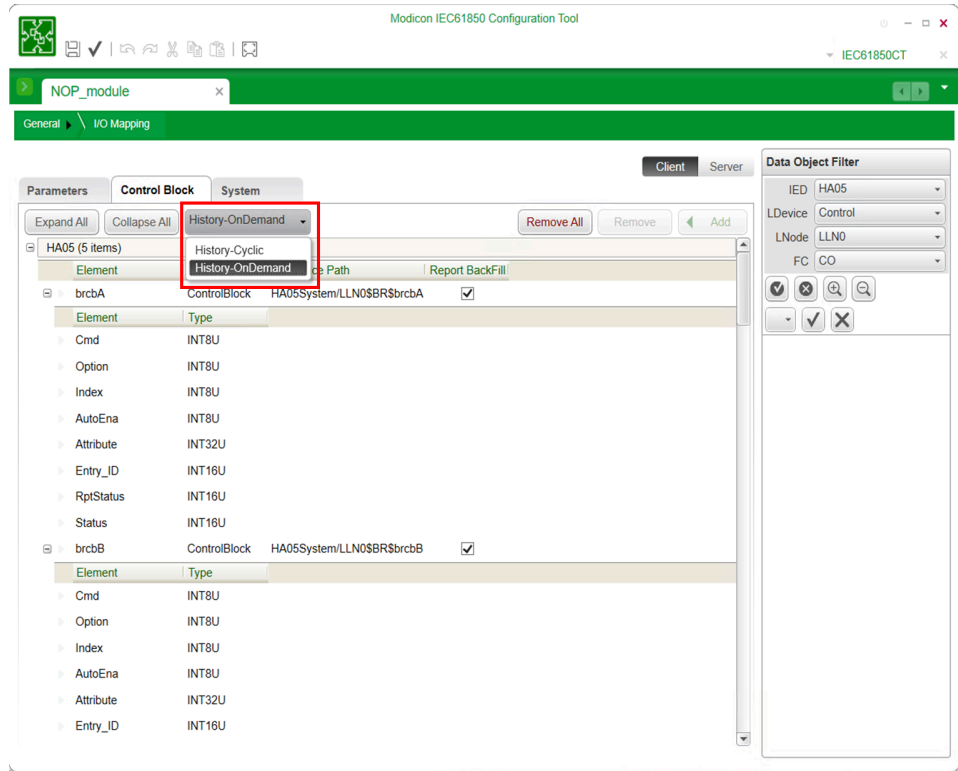 Modicon IEC61850 Configuration Tool
IEC61850CT
NOP_module
General
I/O Mapping
Client
Server
Parameters
Control Block
System
Expand All
Collapse All
History-OnDemand
Remove All
Remove
Add
History-Cyclic
History-OnDemand
HA05 (5 items)
Element Path Report BackFill
brcbA ControlBlock HA05System/LLN0$BR$brcbA
Element Type
Cmd INT8U
Option INT8U
Index INT8U
AutoEna INT8U
Attribute INT32U
Entry_ID INT16U
RptStatus INT16U
Status INT16U
brcbB ControlBlock HA05System/LLN0$BR$brcbB
Element Type
Cmd INT8U
Option INT8U
Index INT8U
AutoEna INT8U
Attribute INT32U
Entry_ID INT16U
Data Object Filter
IED HA05
LDevice Control
LNode LLN0
FC CO